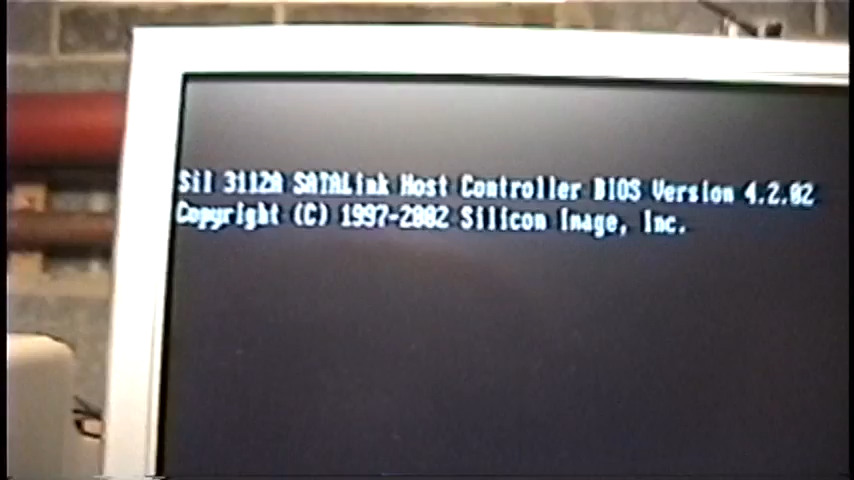 SiI 3112A SATALink Host Controller BIOS Version 4.2.02
Copyright (C) 1997-2002 Silicon Image, Inc.